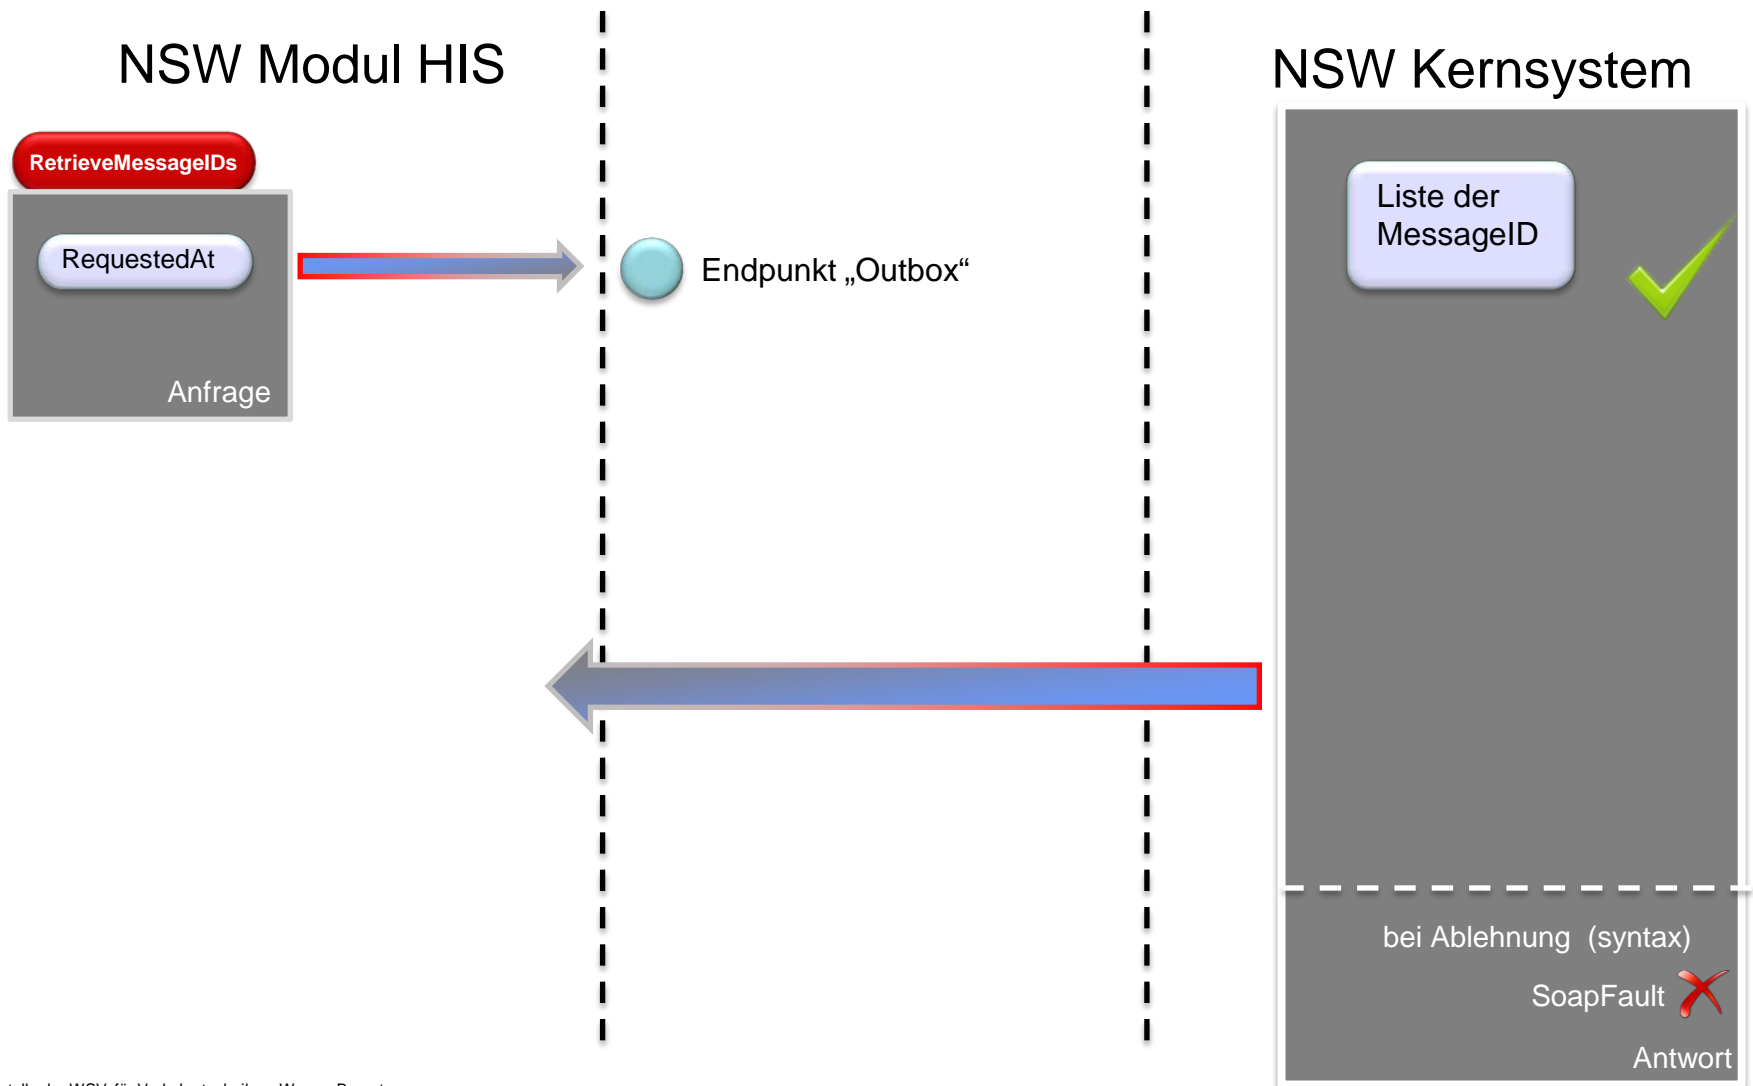 NSW Modul HIS
NSW Kernsystem
RetrieveMessageIDs
RequestedAt
Anfrage
Endpunkt „Outbox“
Liste der
MessageID
bei Ablehnung (syntax)
SoapFault
Antwort